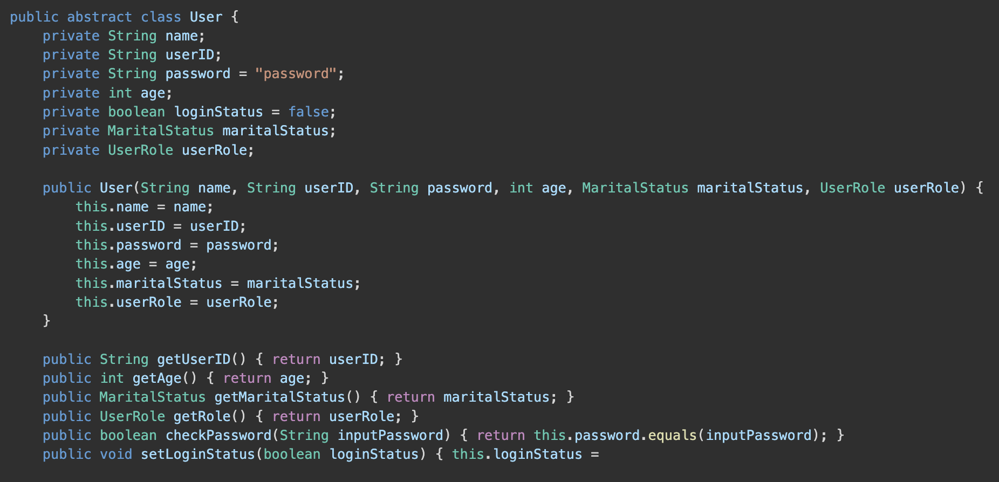 public abstract class User {
    private String name;
    private String userID;
    private String password = "password";
    private int age;
    private boolean loginStatus = false;
    private MaritalStatus maritalStatus;
    private UserRole userRole;

    public User(String name, String userID, String password, int age, MaritalStatus maritalStatus, UserRole userRole) {
        this.name = name;
        this.userID = userID;
        this.password = password;
        this.age = age;
        this.maritalStatus = maritalStatus;
        this.userRole = userRole;
    }

    public String getUserID() { return userID; }
    public int getAge() { return age; }
    public MaritalStatus getMaritalStatus() { return maritalStatus; }
    public UserRole getRole() { return userRole; }
    public boolean checkPassword(String inputPassword) { return this.password.equals(inputPassword); }
    public void setLoginStatus(boolean loginStatus) { this.loginStatus =